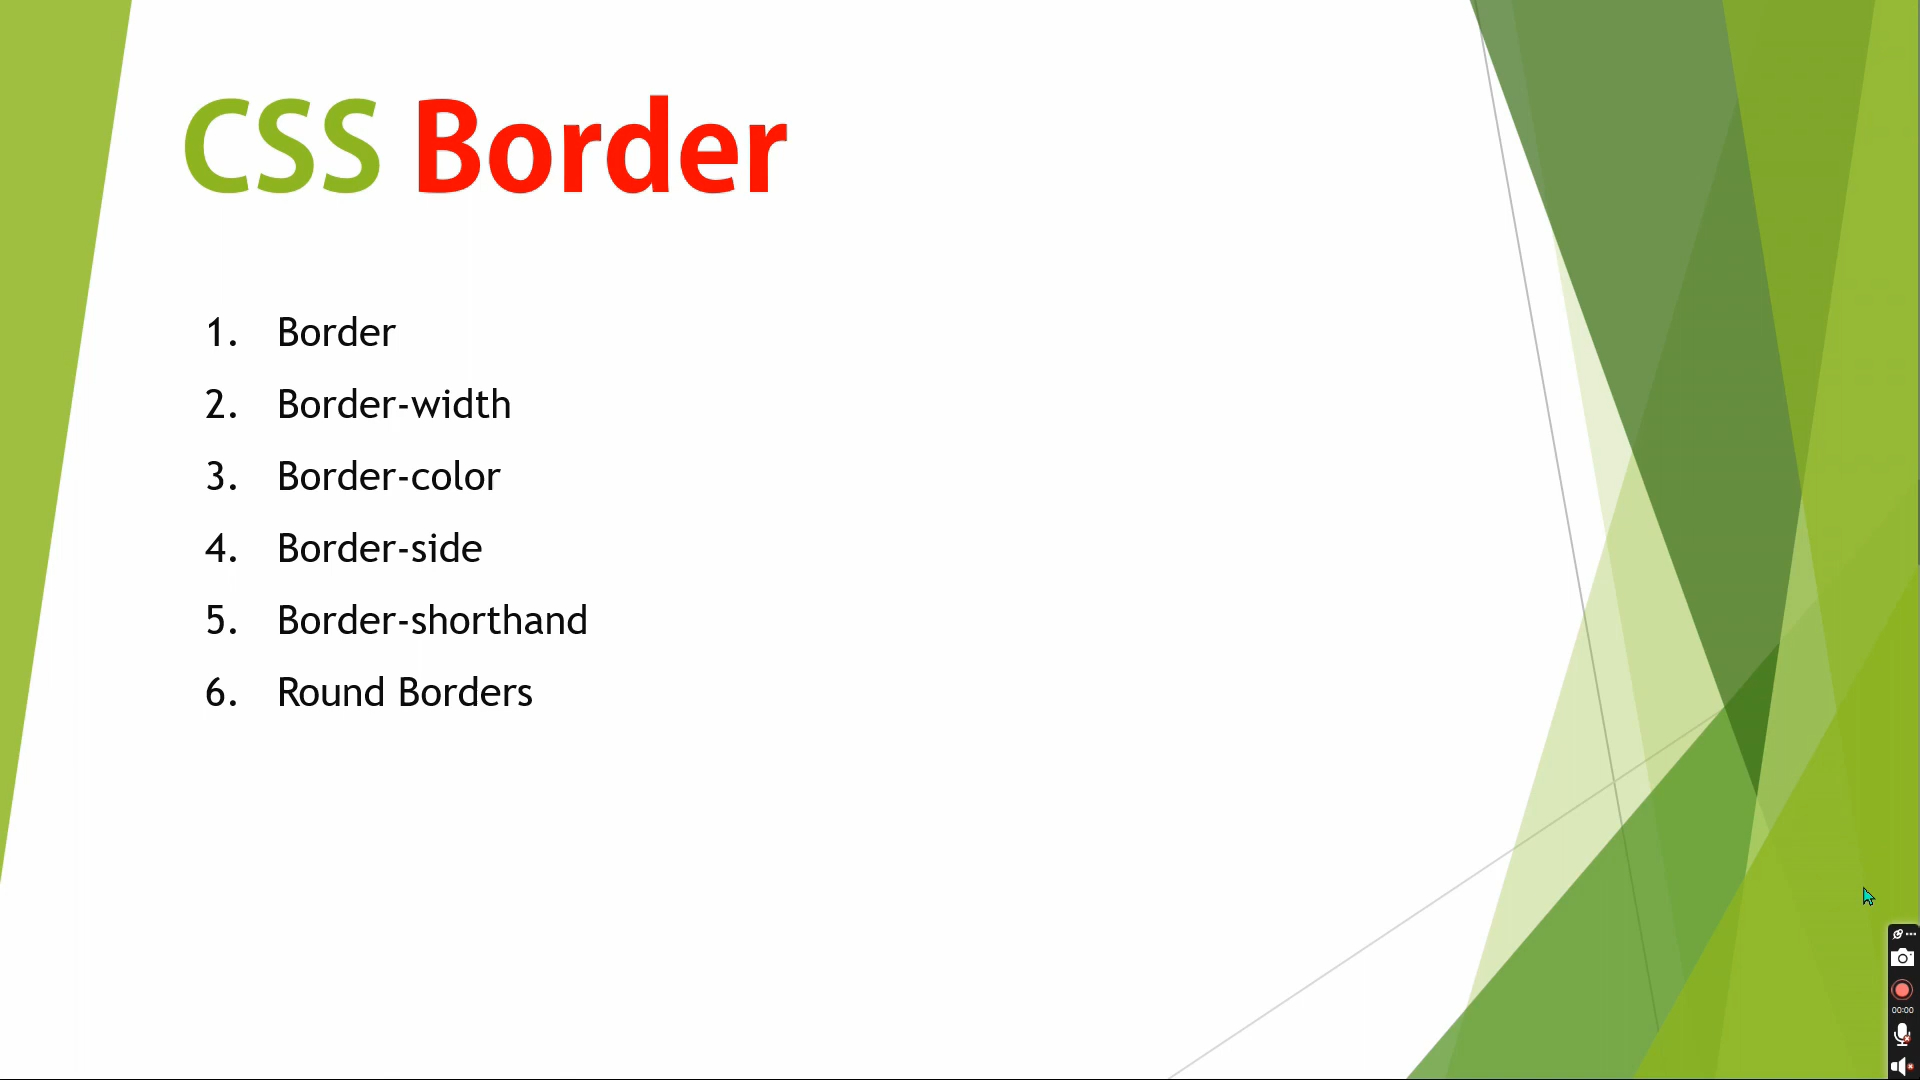 CSS Border
1. Border
2. Border-width
3. Border-color
4. Border-side
5. Border-shorthand
6. Round Borders
00:00